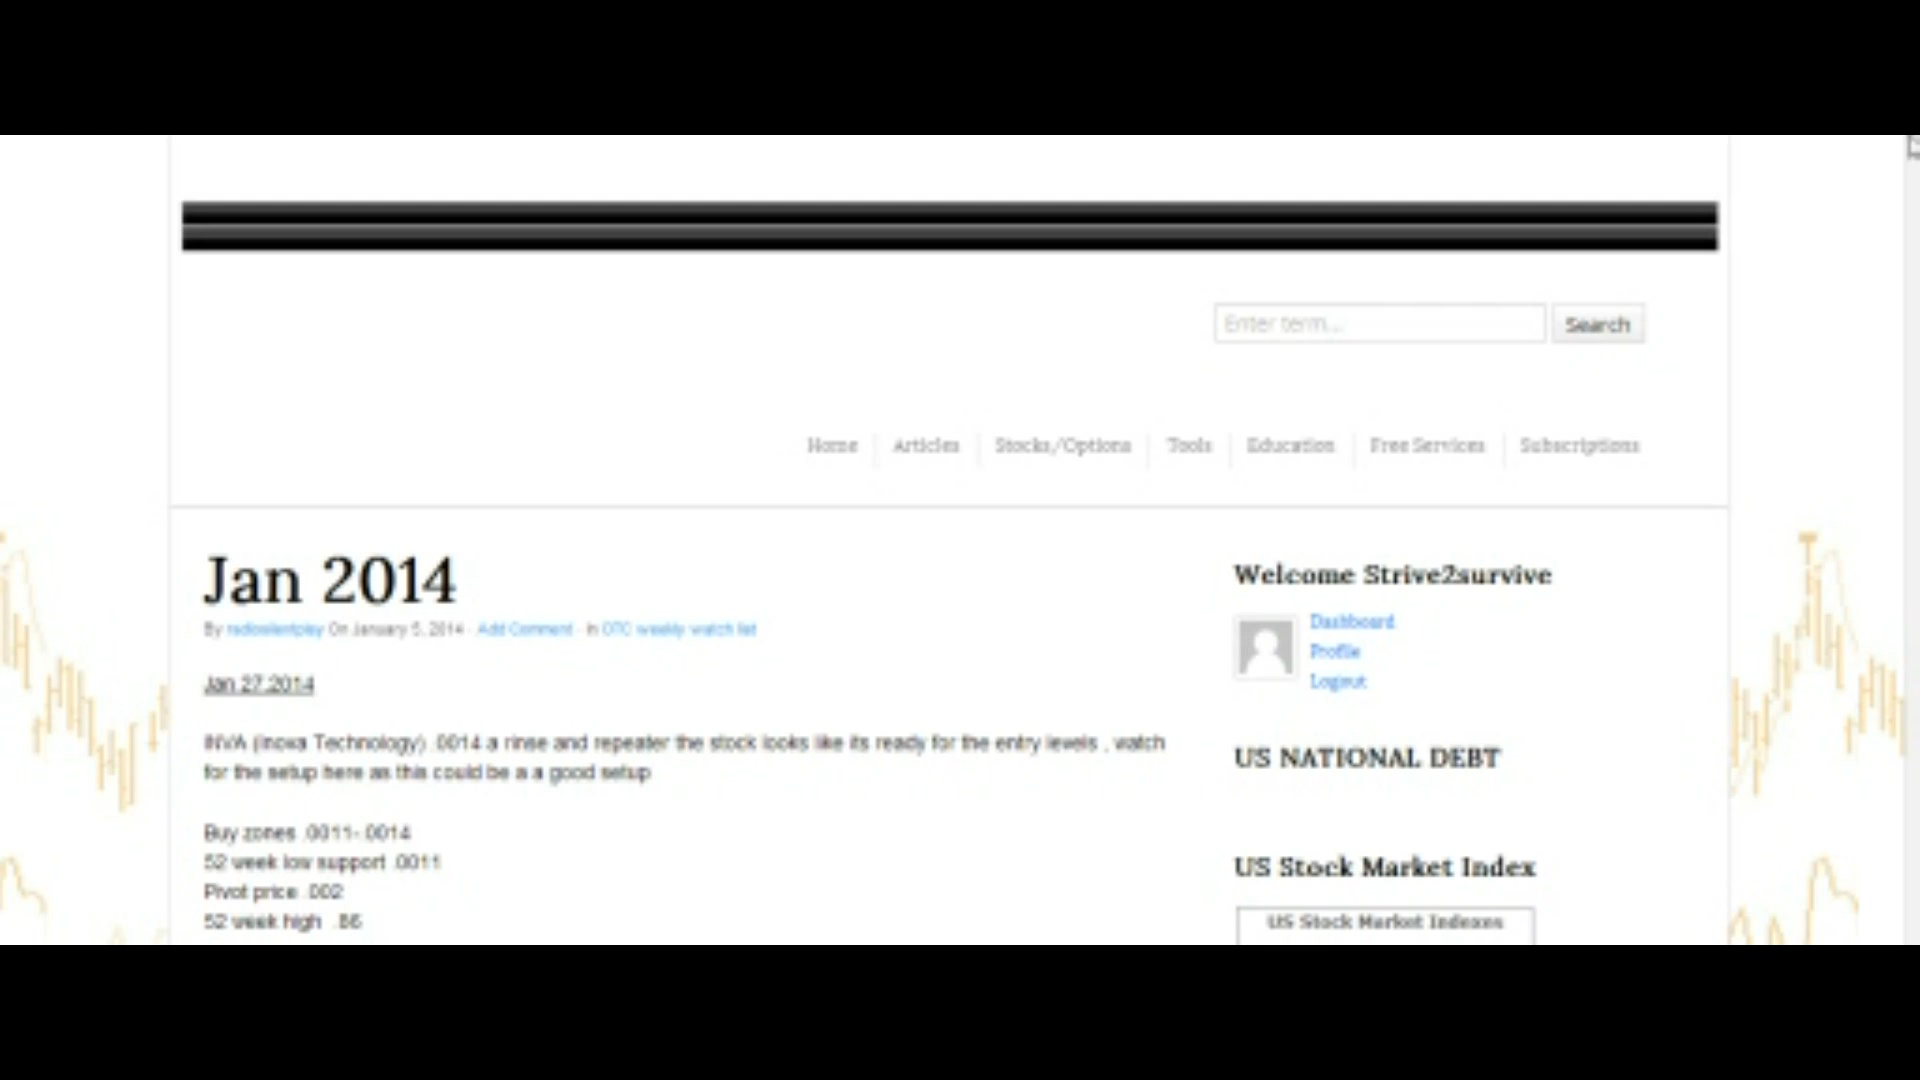 Enter term...
Search
Home
Articles
Stocks/Options
Tools
Education
Free Services
Subscriptions
Jan 2014
By radiosilentplay On January 5, 2014 · Add Comment · In OTC weekly watch list
Jan 27 2014
INVA (Inova Technology) .0014 a rinse and repeater the stock looks like its ready for the entry levels , watch
for the setup here as this could be a a good setup
Buy zones .0011-.0014
52 week low support .0011
Pivot price .002
52 week high .86
Welcome Strive2survive
Dashboard
Profile
Logout
US NATIONAL DEBT
US Stock Market Index
US Stock Market Indexes